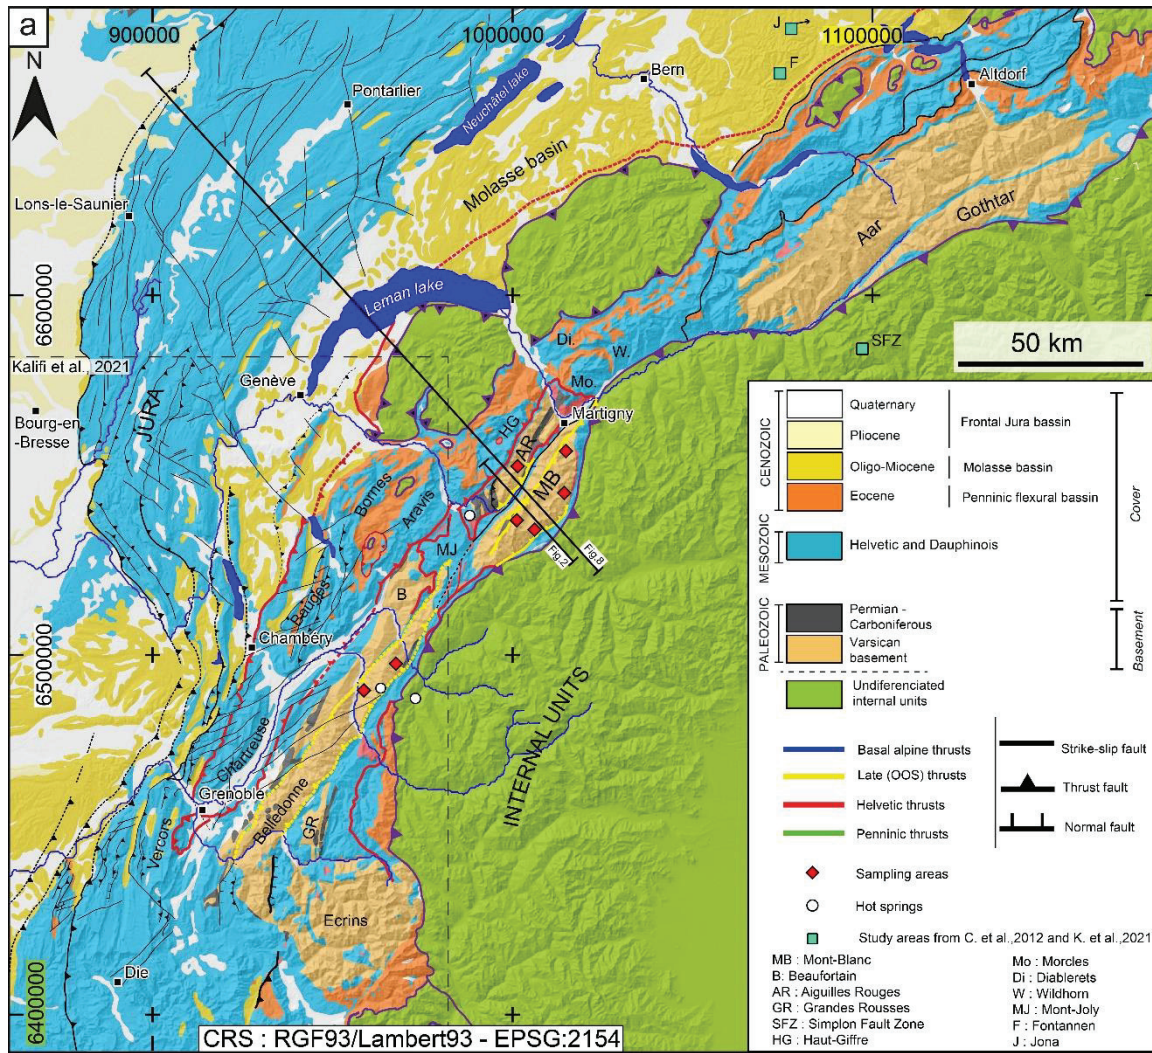 a
N
900000
1000000
1100000
J
F
Bern
Altdorf
Pontarlier
Neuchâtel lake
Molasse basin
Lons-le-Saunier
Aar
Gothtar
6600000
Leman lake
SFZ
50 km
Kalifi et al., 2021
Genève
Di.
W.
Mo.
Martigny
Bourg-en
-Bresse
JURA
HG
AR
MB
Bornes
Aravis
MJ
Fig.2
Fig.8
B
Bauges
Chambéry
6500000
INTERNAL UNITS
Chartreuse
Grenoble
Belledonne
GR
Vercors
Ecrins
Die
6400000
CRS : RGF93/Lambert93 - EPSG:2154
CENOZOIC
Quaternary
Pliocene
Frontal Jura bassin
Oligo-Miocene
Molasse bassin
Eocene
Penninic flexural bassin
Cover
MESOZOIC
Helvetic and Dauphinois
PALEOZOIC
Permian -
Carboniferous
Varsican
basement
Basement
Undiferenciated
internal units
Basal alpine thrusts
Late (OOS) thrusts
Helvetic thrusts
Penninic thrusts
Strike-slip fault
Thrust fault
Normal fault
Sampling areas
Hot springs
Study areas from C. et al.,2012 and K. et al.,2021
MB : Mont-Blanc
B: Beaufortain
AR : Aiguilles Rouges
GR : Grandes Rousses
SFZ : Simplon Fault Zone
HG : Haut-Giffre
Mo : Morcles
Di : Diablerets
W : Wildhorn
MJ : Mont-Joly
F : Fontannen
J : Jona